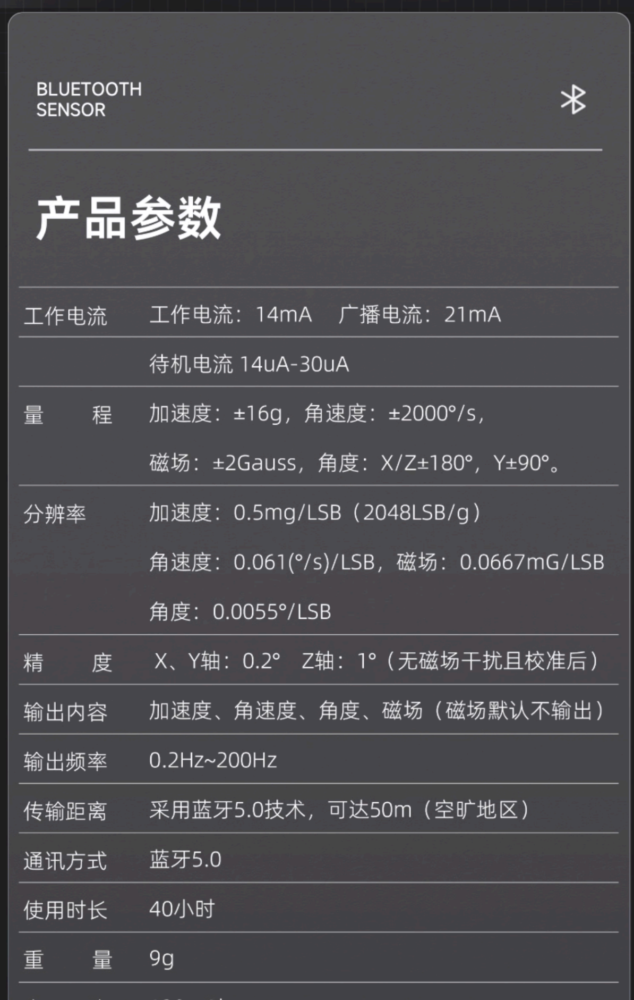 BLUETOOTH
SENSOR
产品参数
工作电流 工作电流：14mA 广播电流：21mA
待机电流 14uA-30uA
量程 加速度：±16g，角速度：±2000°/s，
磁场：±2Gauss，角度：X/Z±180°，Y±90°。
分辨率 加速度：0.5mg/LSB（2048LSB/g）
角速度：0.061(°/s)/LSB，磁场：0.0667mG/LSB
角度：0.0055°/LSB
精度 X、Y轴：0.2° Z轴：1°（无磁场干扰且校准后）
输出内容 加速度、角速度、角度、磁场（磁场默认不输出）
输出频率 0.2Hz~200Hz
传输距离 采用蓝牙5.0技术，可达50m（空旷地区）
通讯方式 蓝牙5.0
使用时长 40小时
重量 9g